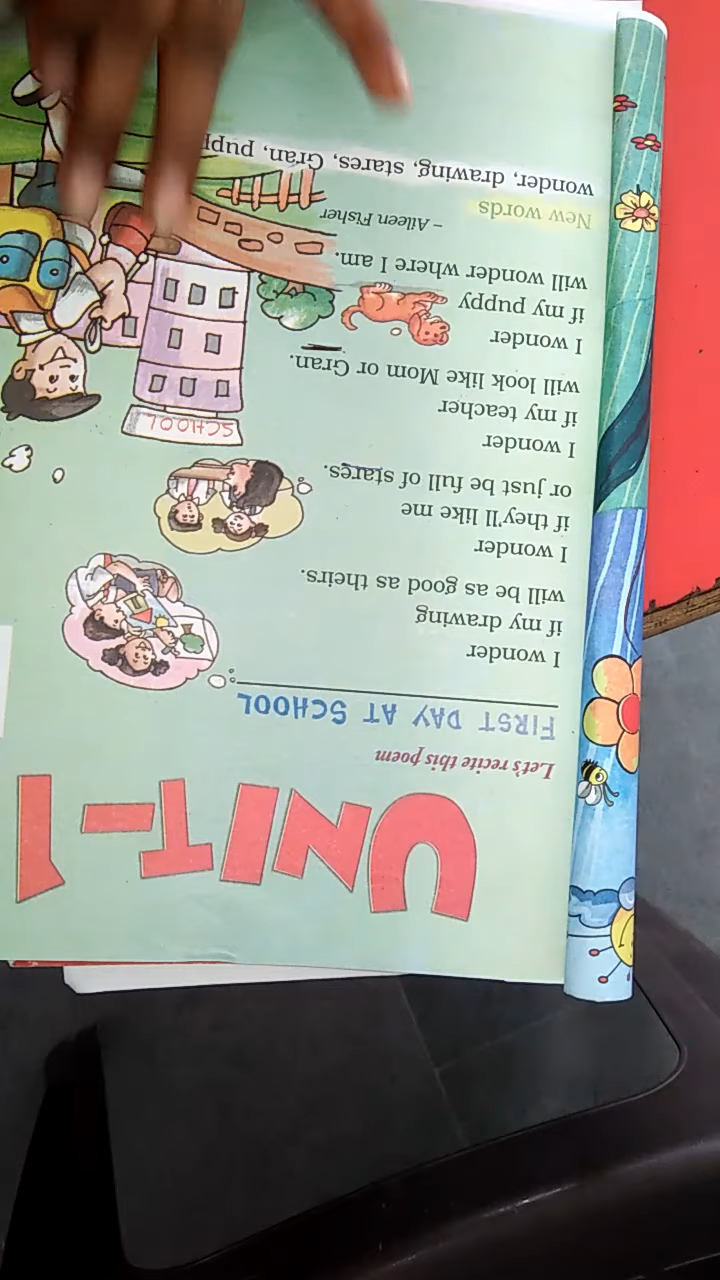 UNIT-1
Let's recite this poem
FIRST DAY AT SCHOOL
I wonder
if my drawing
will be as good as theirs.
I wonder
if they'll like me
or just be full of stares.
I wonder
if my teacher
will look like Mom or Gran.
I wonder
if my puppy
will wonder where I am.
– Aileen Fisher
New words
wonder, drawing, stares, Gran,
SCHOOL